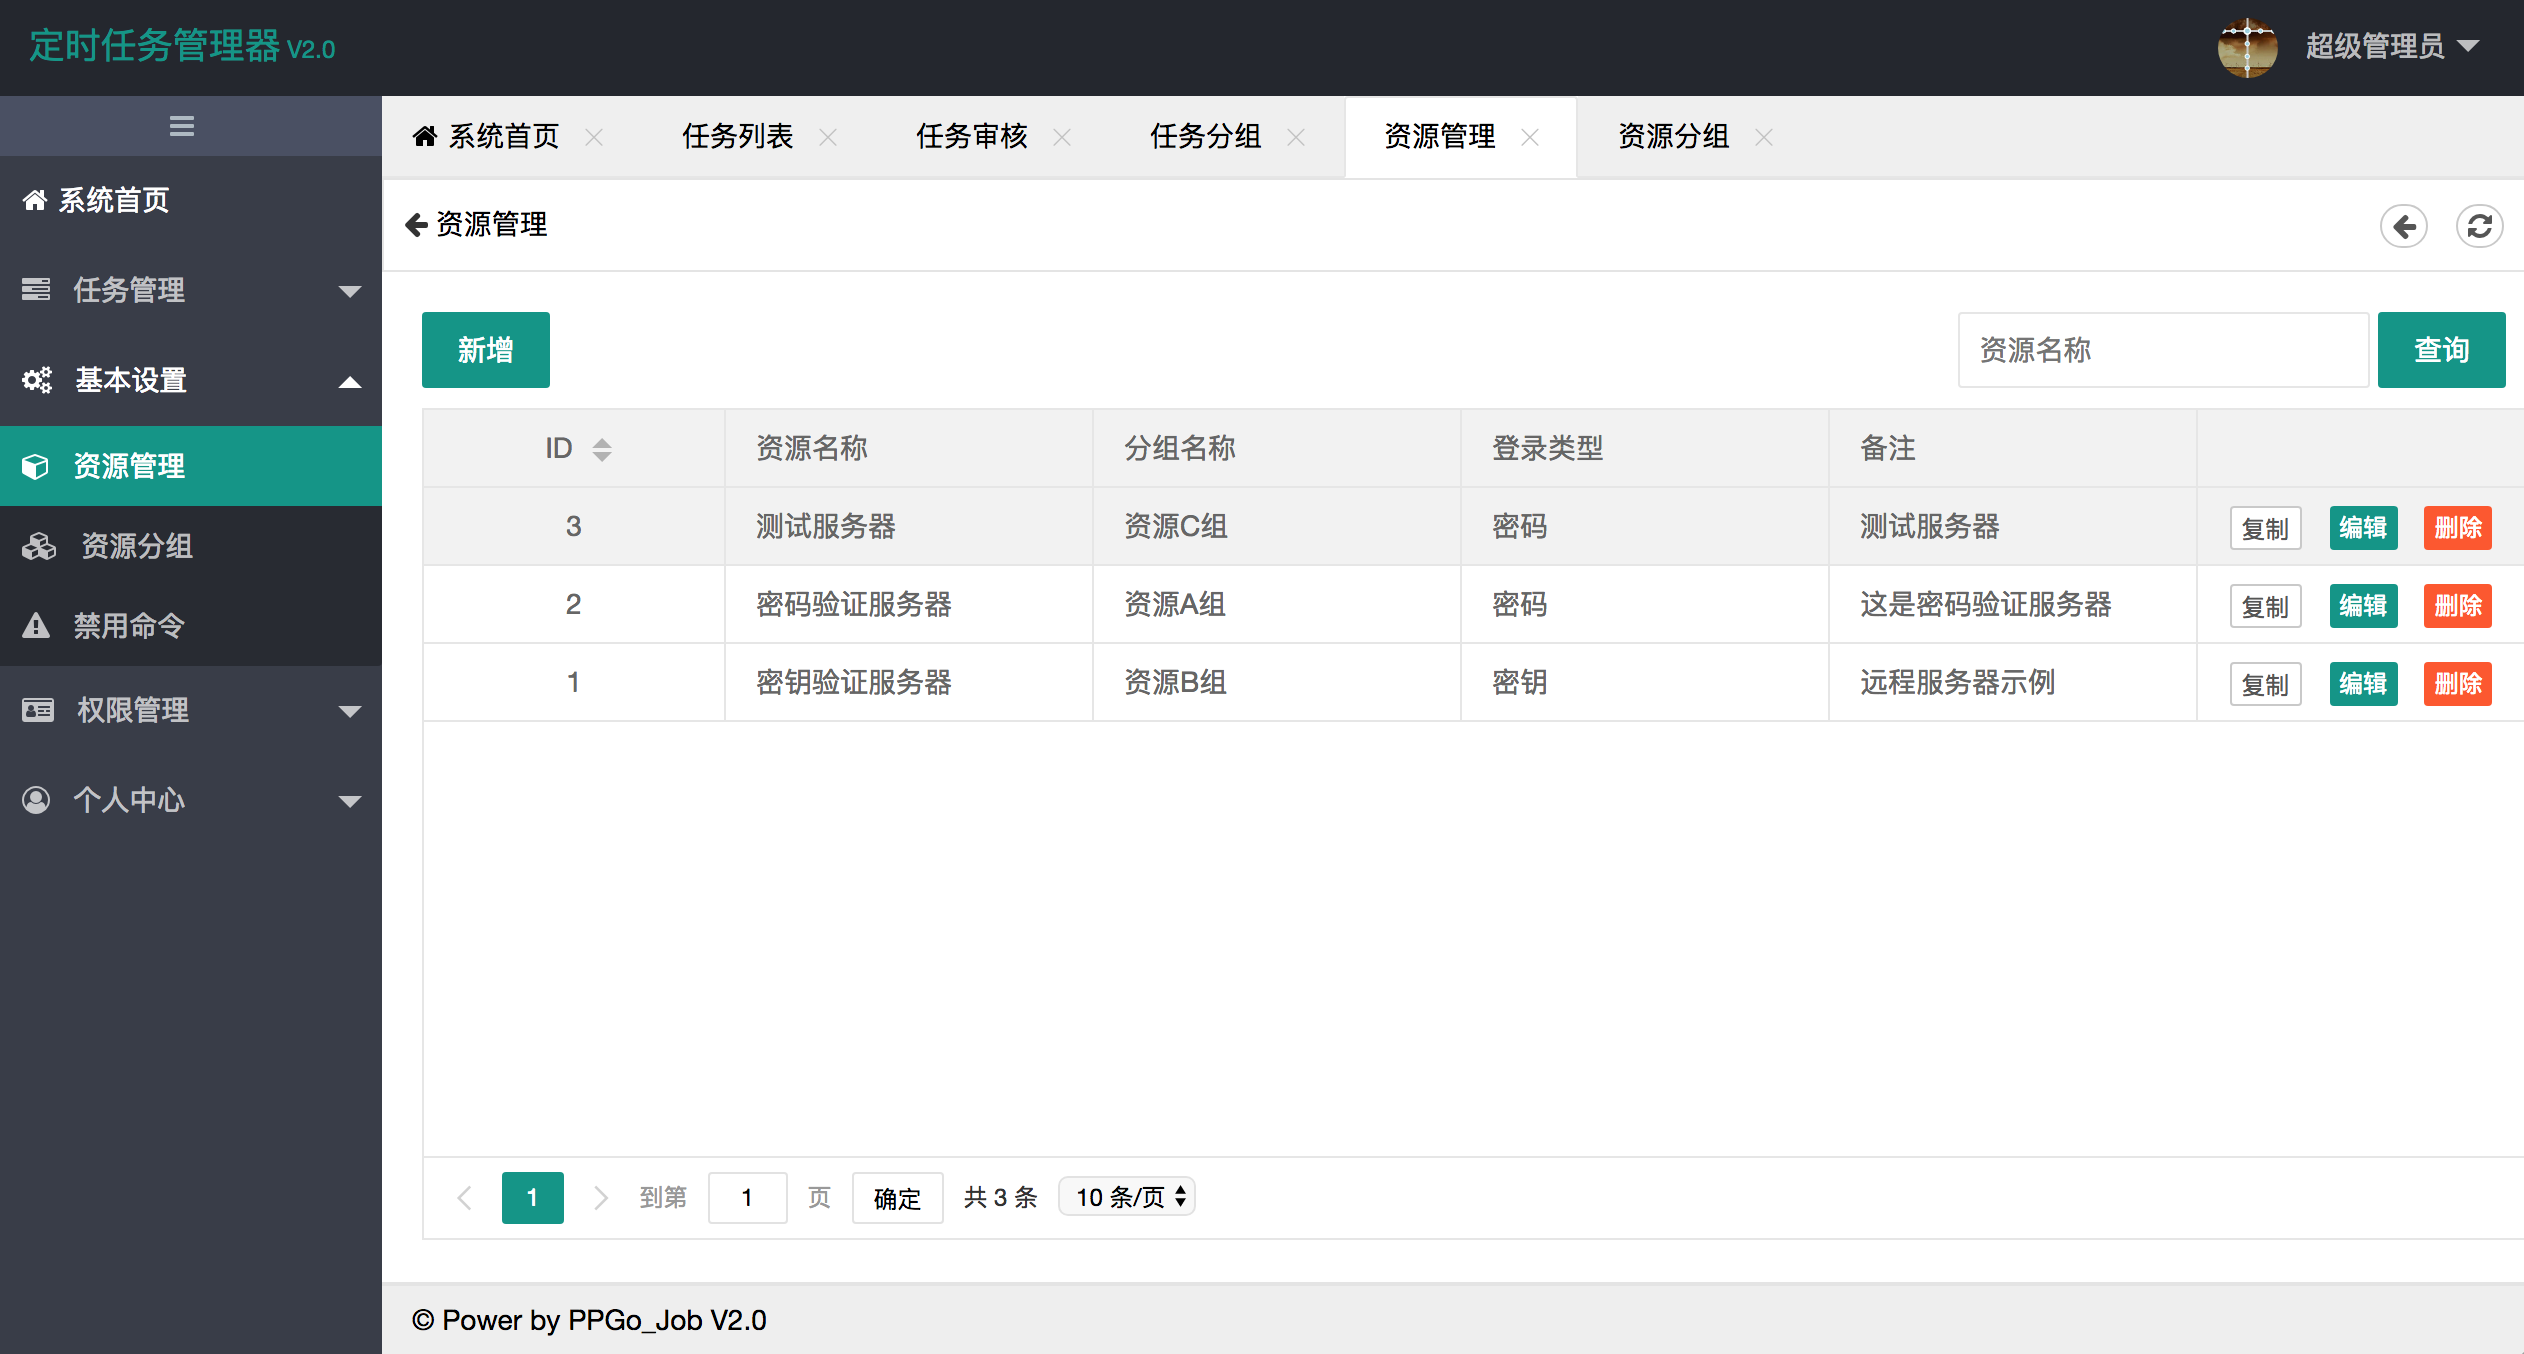 定时任务管理器 V2.0
超级管理员
系统首页
任务管理
基本设置
资源管理
资源分组
禁用命令
权限管理
个人中心
系统首页 任务列表 任务审核 任务分组 资源管理 资源分组
资源管理
新增 资源名称 查询
ID 资源名称 分组名称 登录类型 备注
3 测试服务器 资源C组 密码 测试服务器 复制 编辑 删除
2 密码验证服务器 资源A组 密码 这是密码验证服务器 复制 编辑 删除
1 密钥验证服务器 资源B组 密钥 远程服务器示例 复制 编辑 删除
1 到第 1 页 确定 共 3 条 10 条/页
© Power by PPGo_Job V2.0